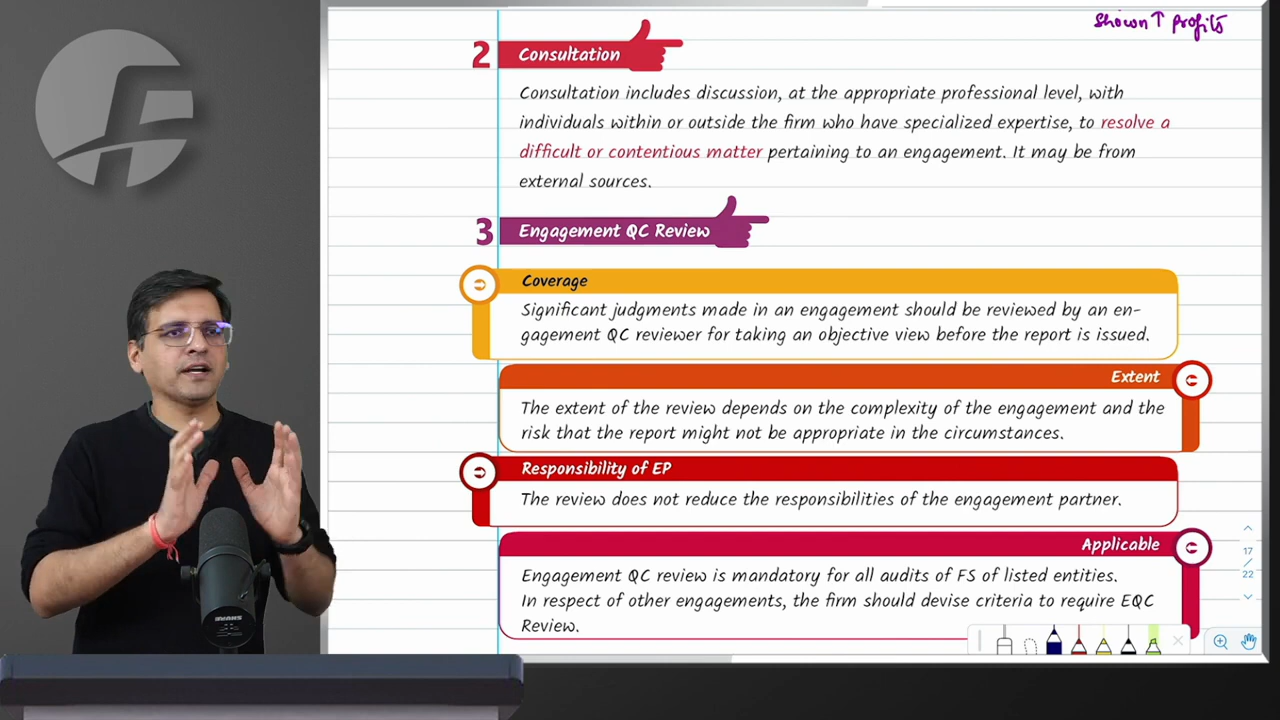 Shown ↑ profits
2 Consultation
Consultation includes discussion, at the appropriate professional level, with
individuals within or outside the firm who have specialized expertise, to resolve a
difficult or contentious matter pertaining to an engagement. It may be from
external sources.
3 Engagement QC Review
Coverage
Significant judgments made in an engagement should be reviewed by an en-
gagement QC reviewer for taking an objective view before the report is issued.
Extent
The extent of the review depends on the complexity of the engagement and the
risk that the report might not be appropriate in the circumstances.
Responsibility of EP
The review does not reduce the responsibilities of the engagement partner.
Applicable
Engagement QC review is mandatory for all audits of FS of listed entities.
In respect of other engagements, the firm should devise criteria to require EQC
Review.
17
/
22